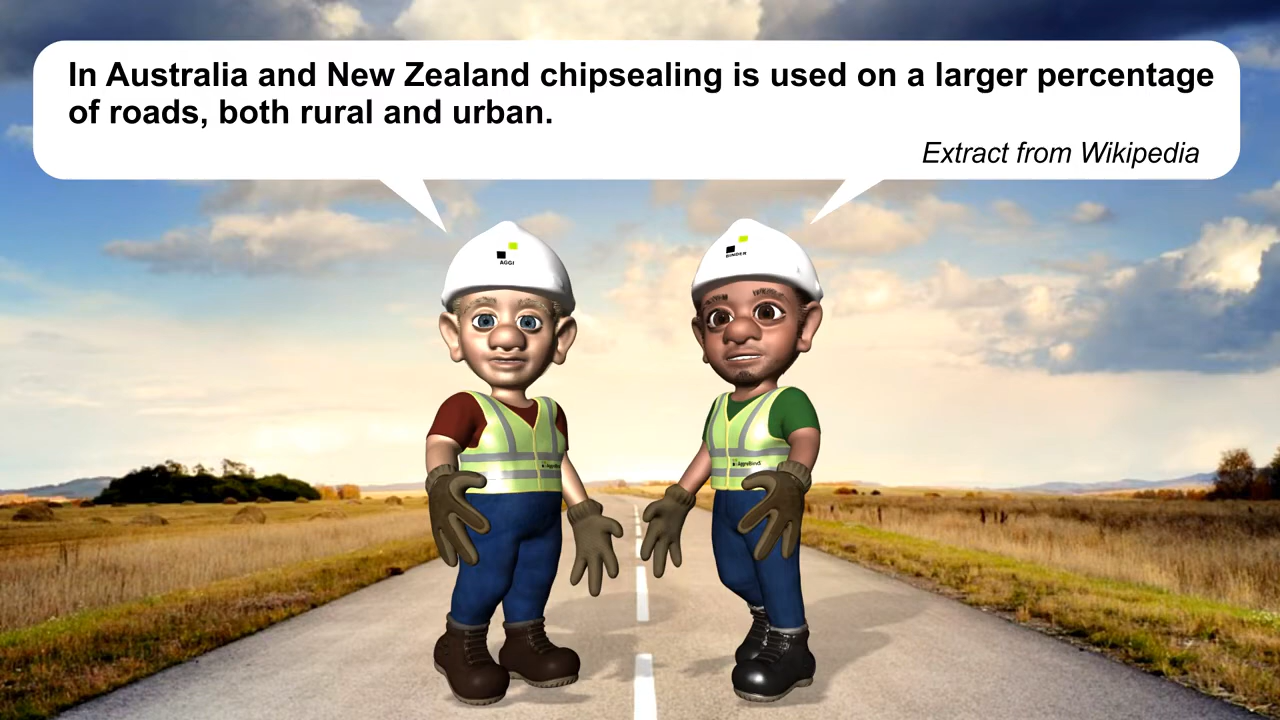 In Australia and New Zealand chipsealing is used on a larger percentage
of roads, both rural and urban.
Extract from Wikipedia
AGGI
BINDER
AggreBind